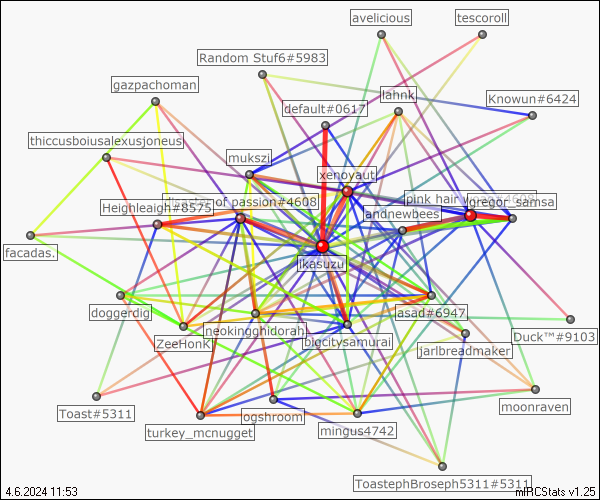 avelicious
tescoroll
Random Stuf6#5983
gazpachoman
lahnk
Knowun#6424
default#0617
thiccusboiusalexusjoneus
mukszi
xenoyaut
pink hair
gregor_samsa
of passion#4608
Heighleaigh#8575
andnewbees
facadas.
ikasuzu
doggerdig
asad#6947
neokingghidorah
Duck™#9103
ZeeHonK
bigcitysamurai
jarlbreadmaker
Toast#5311
moonraven
ogshroom
turkey_mcnugget
mingus4742
ToastephBroseph5311#5311
4.6.2024 11:53
mIRCStats v1.25